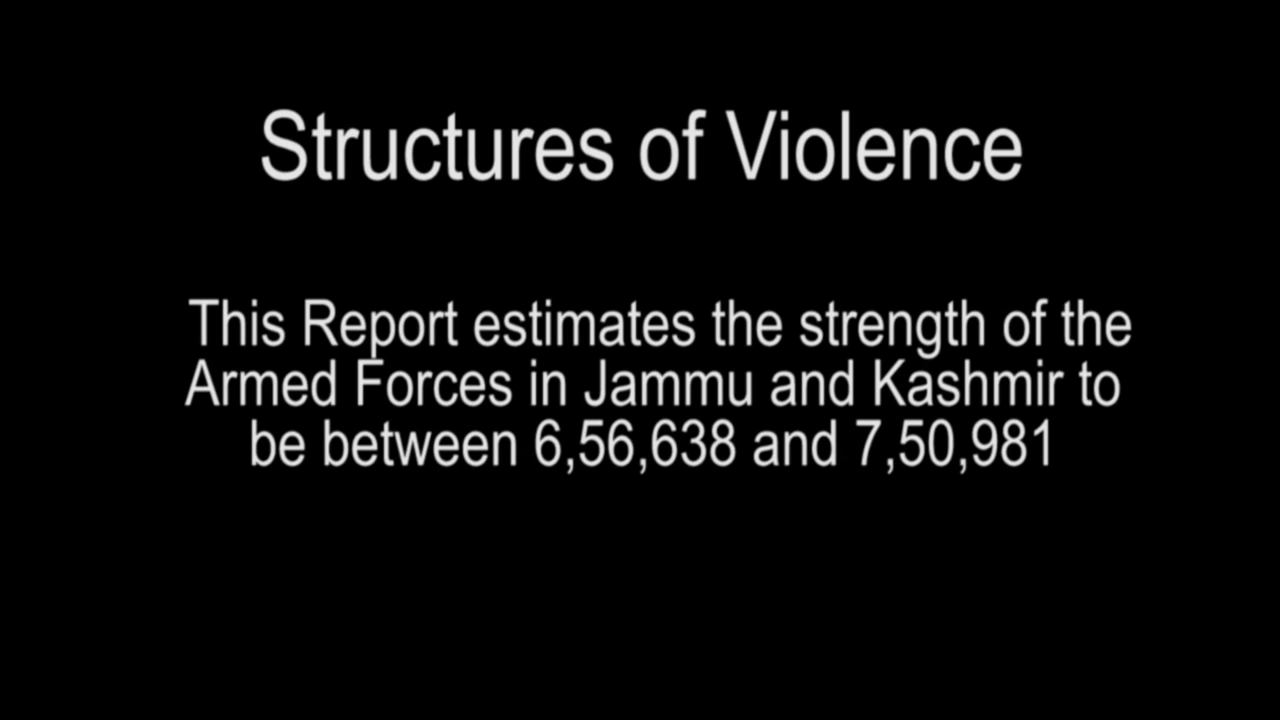 Structures of Violence
This Report estimates the strength of the
Armed Forces in Jammu and Kashmir to
be between 6,56,638 and 7,50,981